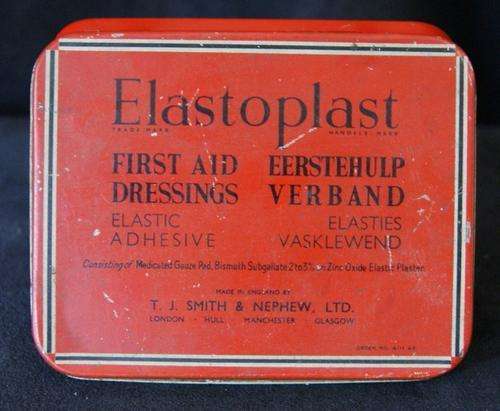 Elastoplast
TRADE MARK HANDELS MERK
FIRST AID EERSTEHULP
DRESSINGS VERBAND
ELASTIC ELASTIES
ADHESIVE VASKLEWEND
Consisting of Medicated Gauze Pad, Bismuth Subgallate 2 to 3% on Zinc Oxide Elastic Plaster
MADE IN ENGLAND BY
T. J. SMITH & NEPHEW, LTD.
LONDON · HULL · MANCHESTER · GLASGOW
ORDER NO.